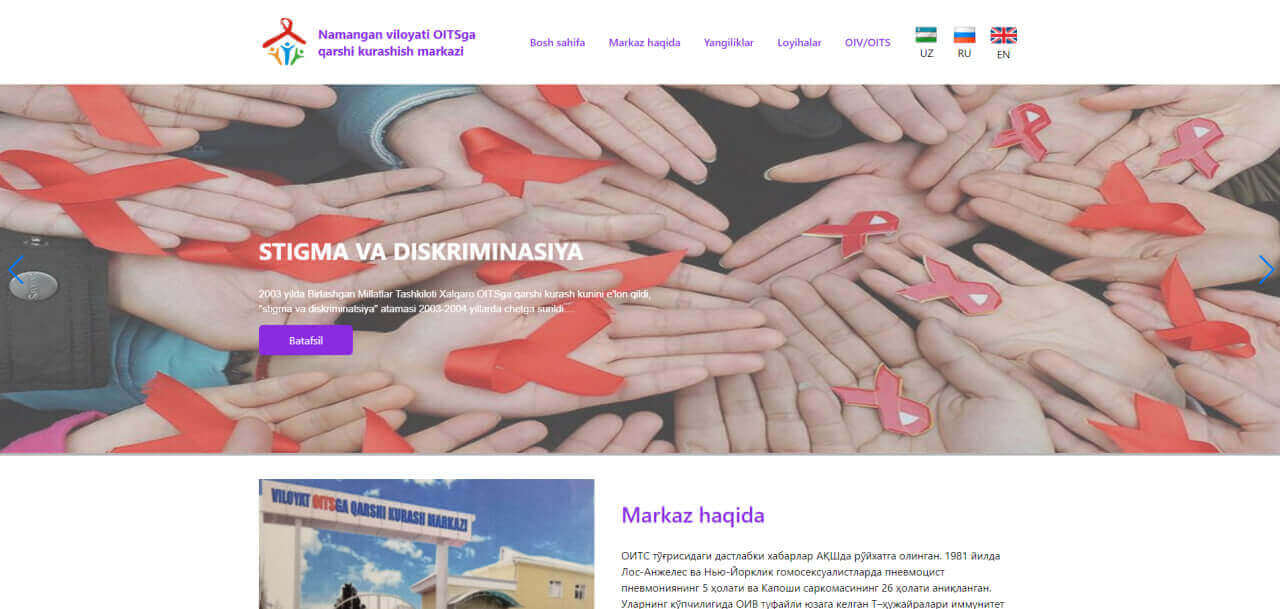 Namangan viloyati OITSga
qarshi kurashish markazi
Bosh sahifa Markaz haqida Yangiliklar Loyihalar OIV/OITS
UZ RU EN
STIGMA VA DISKRIMINASIYA
2003 yilda Birlashgan Millatlar Tashkiloti Xalqaro OITSga qarshi kurash kunini e'lon qildi,
"stigma va diskriminatsiya" atamasi 2003-2004 yillarda chetga surildi....
Batafsil
VILOYAT OITSGA QARSHI KURASH MARKAZI
Markaz haqida
ОИТС тўғрисидаги дастлабки хабарлар АҚШда рўйхатга олинган. 1981 йилда
Лос-Анжелес ва Нью-Йорклик гомосексуалистларда пневмоцист
пневмониянинг 5 ҳолати ва Капоши саркомасининг 26 ҳолати аниқланган.
Уларнинг кўпчилигида ОИВ туфайли юзага келган Т–ҳужайралари иммунитет